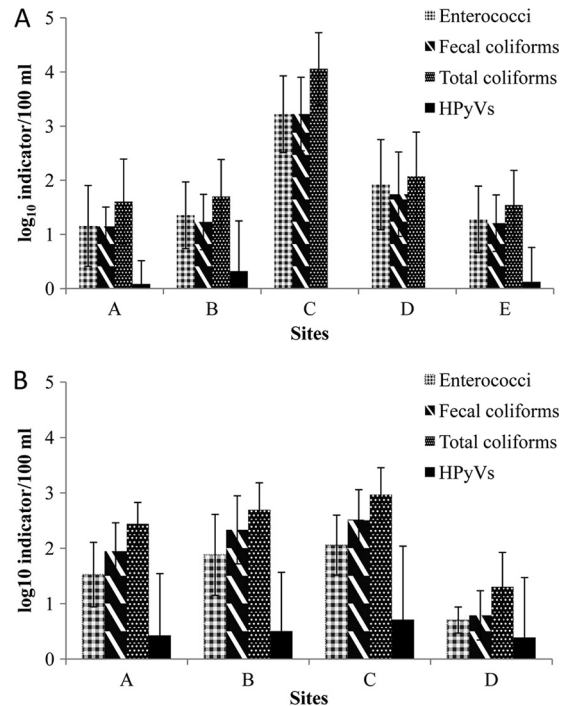 A
log10 indicator/100 ml
5
4
3
2
1
0
Enterococci
Fecal coliforms
Total coliforms
HPyVs
A B C D E
Sites
B
log10 indicator/100 ml
5
4
3
2
1
0
Enterococci
Fecal coliforms
Total coliforms
HPyVs
A B C D
Sites